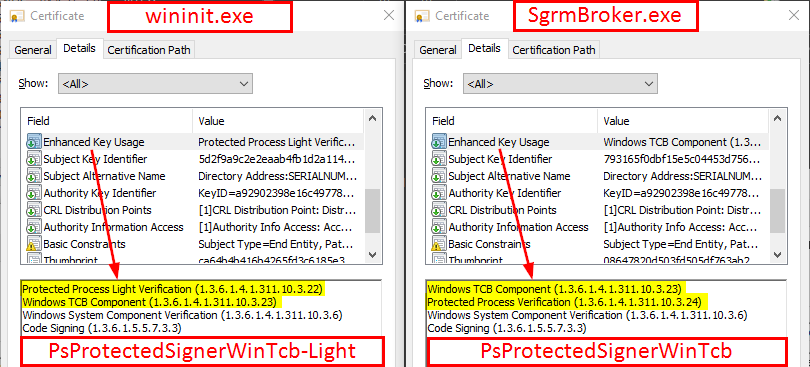 Certificate
wininit.exe
General
Details
Certification Path
Show:
<All>
Field
Value
Enhanced Key Usage
Protected Process Light Verific...
Subject Key Identifier
5d2f9a9c2e2eaab4fb1d2a114...
Subject Alternative Name
Directory Address:SERIALNUM...
Authority Key Identifier
KeyID=a92902398e16c49778...
CRL Distribution Points
[1]CRL Distribution Point: Distr...
Authority Information Access
[1]Authority Info Access: Acc...
Basic Constraints
Subject Type=End Entity, Pat...
Thumbprint
ca64b4b416b4265fd3c6185e3...
Protected Process Light Verification (1.3.6.1.4.1.311.10.3.22)
Windows TCB Component (1.3.6.1.4.1.311.10.3.23)
Windows System Component Verification (1.3.6.1.4.1.311.10.3.6)
Code Signing (1.3.6.1.5.5.7.3.3)
PsProtectedSignerWinTcb-Light
Certificate
SgrmBroker.exe
General
Details
Certification Path
Show:
<All>
Field
Value
Enhanced Key Usage
Windows TCB Component (1.3....
Subject Key Identifier
793165f0dbf15e5c04453d756...
Subject Alternative Name
Directory Address:SERIALNUM...
Authority Key Identifier
KeyID=a92902398e16c49778...
CRL Distribution Points
[1]CRL Distribution Point: Distr...
Authority Information Access
[1]Authority Info Access: Acc...
Basic Constraints
Subject Type=End Entity, Pat...
Thumbprint
08647820d503fd505df763ab2...
Windows TCB Component (1.3.6.1.4.1.311.10.3.23)
Protected Process Verification (1.3.6.1.4.1.311.10.3.24)
Windows System Component Verification (1.3.6.1.4.1.311.10.3.6)
Code Signing (1.3.6.1.5.5.7.3.3)
PsProtectedSignerWinTcb